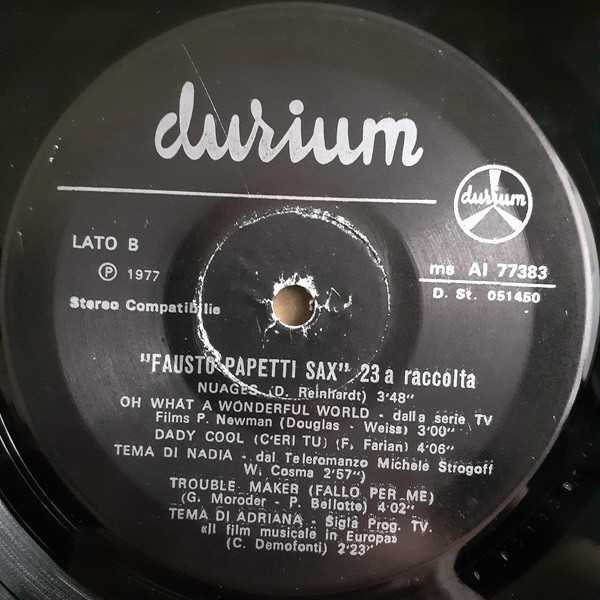 durium
durium
LATO B
℗ 1977
Stereo Compatibile
ms AI 77383
D. St. 051450
"FAUSTO PAPETTI SAX" 23a raccolta
NUAGES (D. Reinhardt) 3'48"
OH WHAT A WONDERFUL WORLD - dalla serie TV
Films P. Newman (Douglas - Weiss) 3'00"
DADY COOL (C'ERI TU) (F. Farian) 4'06"
TEMA DI NADIA - dal Teleromanzo Michele Strogoff
W. Cosma 2'57")
TROUBLE MAKER (FALLO PER ME)
(G. Moroder - P. Bellotte) 4'02"
TEMA DI ADRIANA - Sigla Prog. TV.
«Il film musicale in Europa»
(C. Demofonti) 2'23"